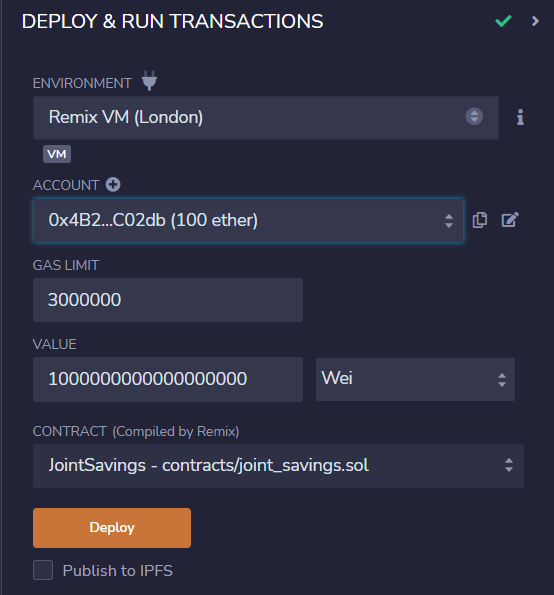 DEPLOY & RUN TRANSACTIONS
ENVIRONMENT
Remix VM (London)
VM
ACCOUNT
0x4B2...C02db (100 ether)
GAS LIMIT
3000000
VALUE
1000000000000000000 Wei
CONTRACT (Compiled by Remix)
JointSavings - contracts/joint_savings.sol
Deploy
Publish to IPFS